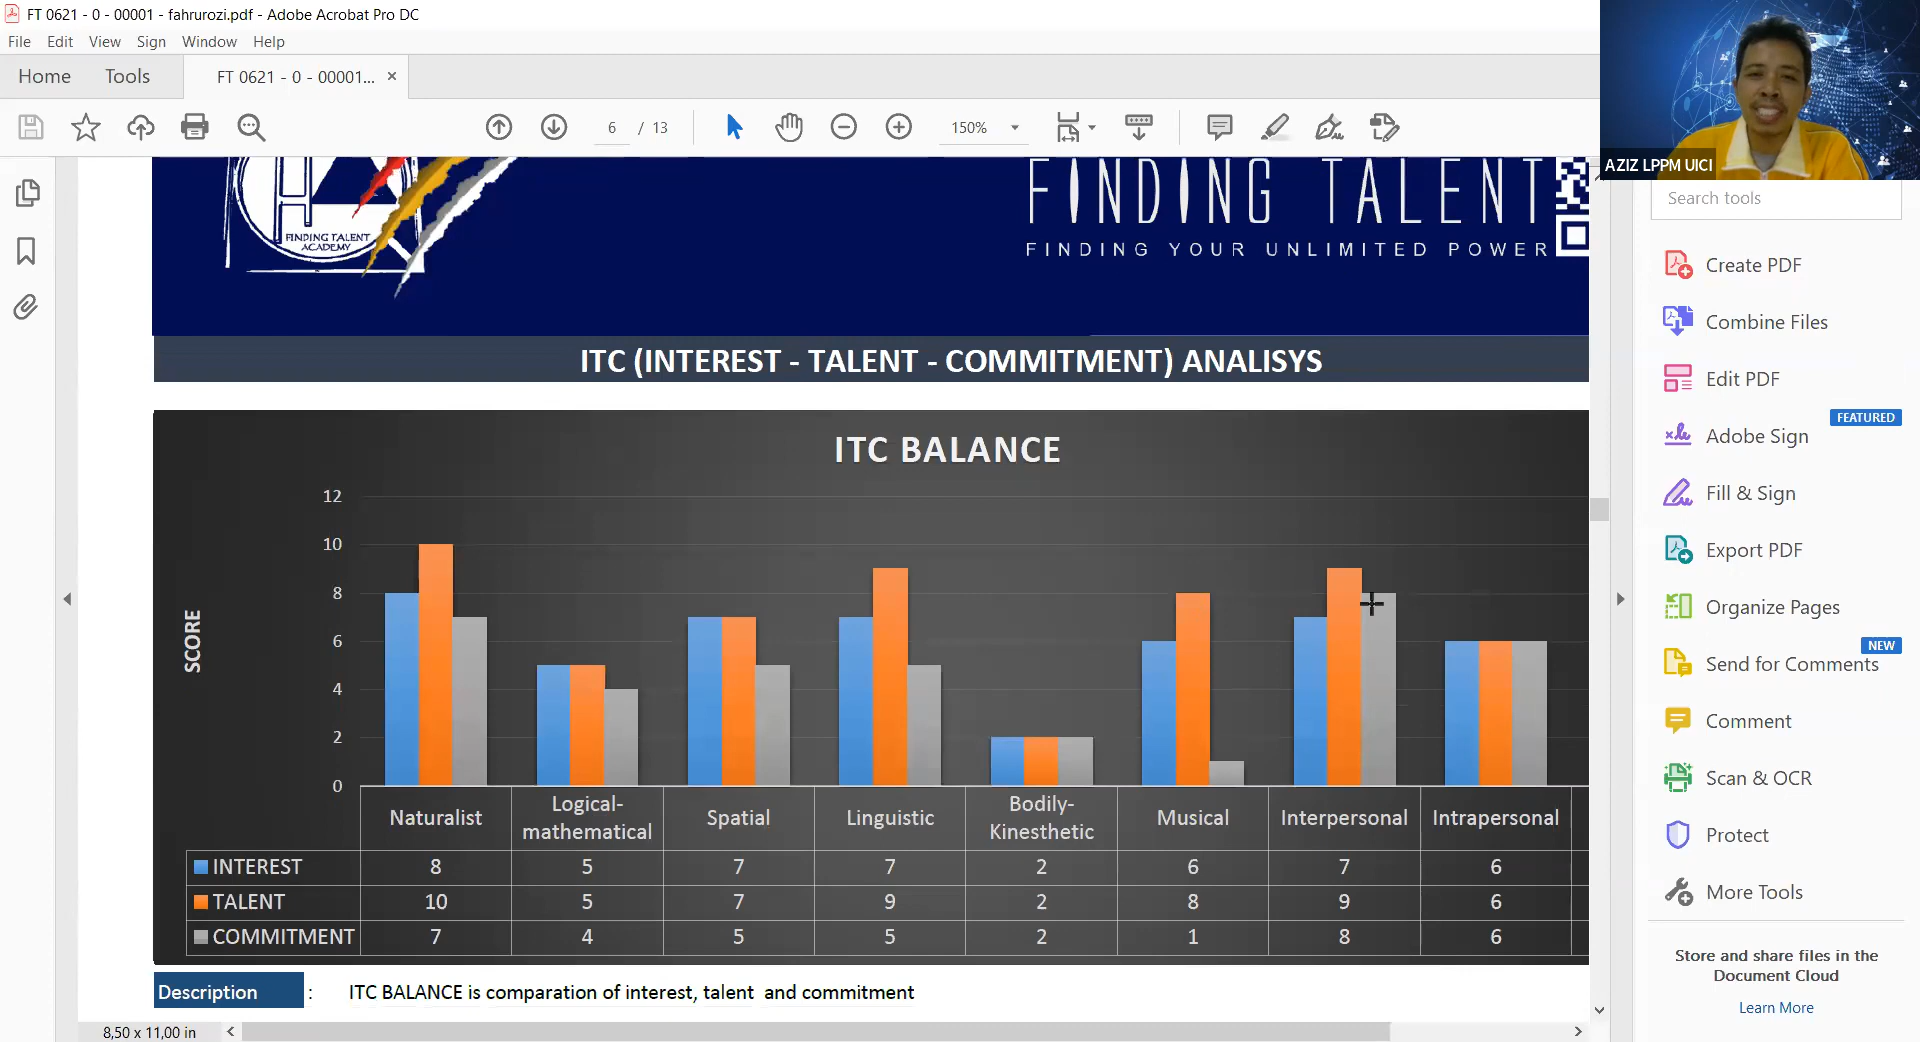 FT 0621 - 0 - 00001 - fahrurozi.pdf - Adobe Acrobat Pro DC
File Edit View Sign Window Help
Home Tools FT 0621 - 0 - 00001... ×
6 / 13 150%
AZIZ LPPM UICI
FINDING TALENT
ACADEMY
FINDING TALENT
FINDING YOUR UNLIMITED POWER
ITC (INTEREST - TALENT - COMMITMENT) ANALISYS
ITC BALANCE
SCORE
12
10
8
6
4
2
0
Naturalist Logical-mathematical Spatial Linguistic Bodily-Kinesthetic Musical Interpersonal Intrapersonal
INTEREST 8 5 7 7 2 6 7 6
TALENT 10 5 7 9 2 8 9 6
COMMITMENT 7 4 5 5 2 1 8 6
Description : ITC BALANCE is comparation of interest, talent and commitment
8,50 x 11,00 in
Search tools
Create PDF
Combine Files
Edit PDF
FEATURED
Adobe Sign
Fill & Sign
Export PDF
Organize Pages
NEW
Send for Comments
Comment
Scan & OCR
Protect
More Tools
Store and share files in the
Document Cloud
Learn More